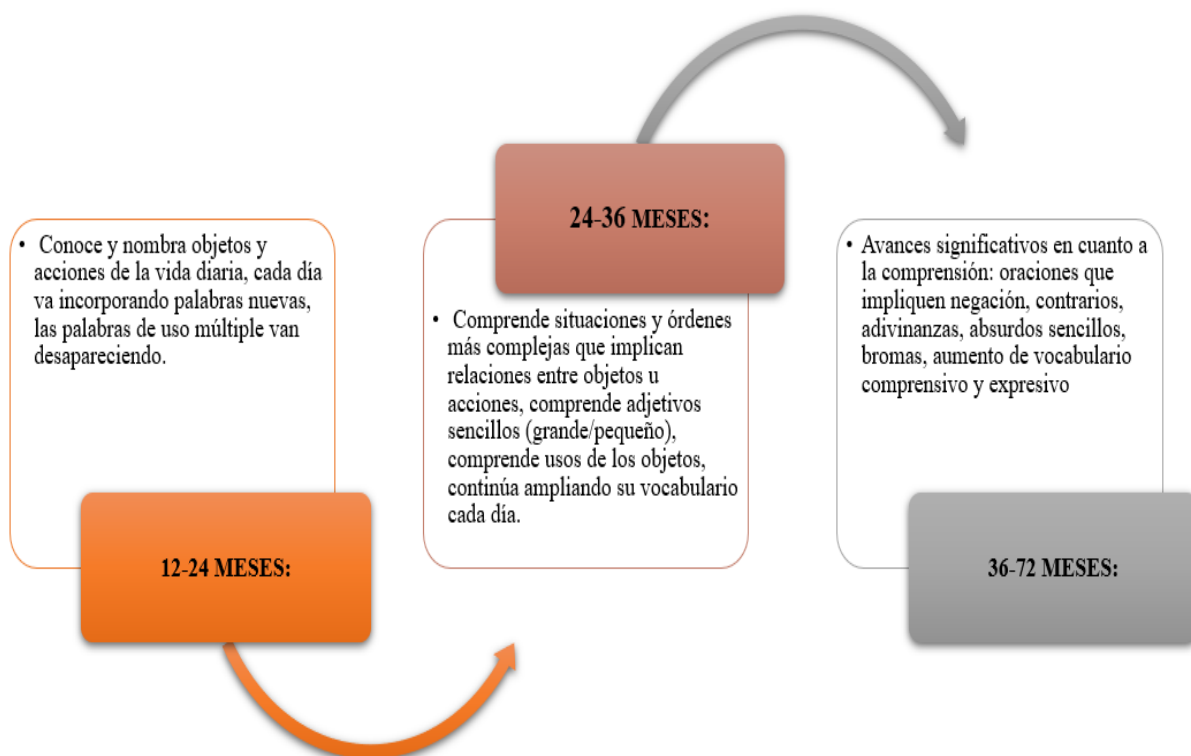 • Conoce y nombra objetos y
acciones de la vida diaria, cada día
va incorporando palabras nuevas,
las palabras de uso múltiple van
desapareciendo.
12-24 MESES:
24-36 MESES:
• Comprende situaciones y órdenes
más complejas que implican
relaciones entre objetos u
acciones, comprende adjetivos
sencillos (grande/pequeño),
comprende usos de los objetos,
continúa ampliando su vocabulario
cada día.
• Avances significativos en cuanto a
la comprensión: oraciones que
impliquen negación, contrarios,
adivinanzas, absurdos sencillos,
bromas, aumento de vocabulario
comprensivo y expresivo
36-72 MESES: